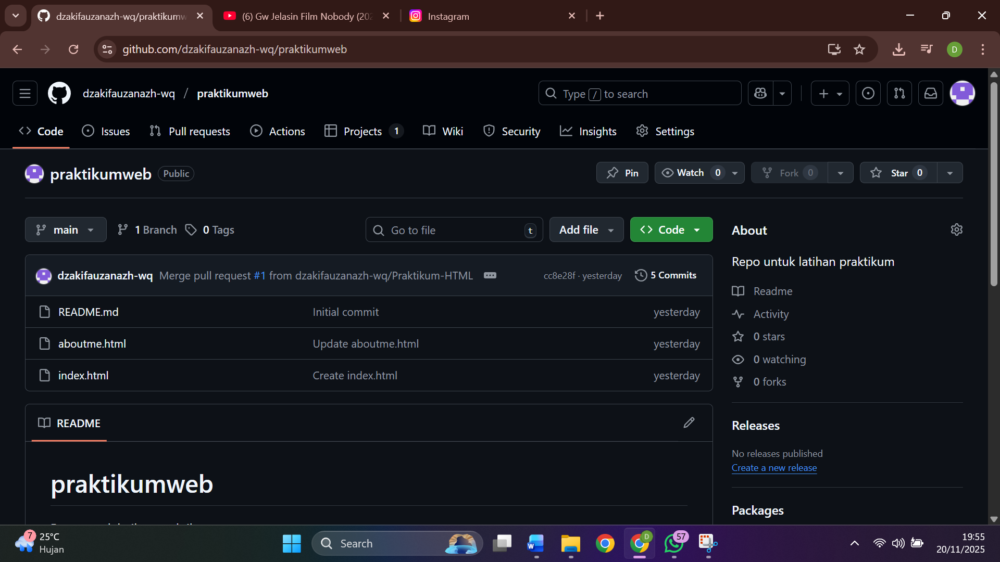 dzakifauzanazh-wq/praktikumw
(6) Gw Jelasin Film Nobody (202
Instagram
github.com/dzakifauzanazh-wq/praktikumweb
D
dzakifauzanazh-wq / praktikumweb
Type / to search
Code
Issues
Pull requests
Actions
Projects 1
Wiki
Security
Insights
Settings
praktikumweb Public
Pin
Watch 0
Fork 0
Star 0
main
1 Branch
0 Tags
Go to file t
Add file
Code
dzakifauzanazh-wq Merge pull request #1 from dzakifauzanazh-wq/Praktikum-HTML
cc8e28f · yesterday
5 Commits
README.md Initial commit yesterday
aboutme.html Update aboutme.html yesterday
index.html Create index.html yesterday
README
praktikumweb
About
Repo untuk latihan praktikum
Readme
Activity
0 stars
0 watching
0 forks
Releases
No releases published
Create a new release
Packages
7
25°C
Hujan
Search
W
D
57
19:55
20/11/2025